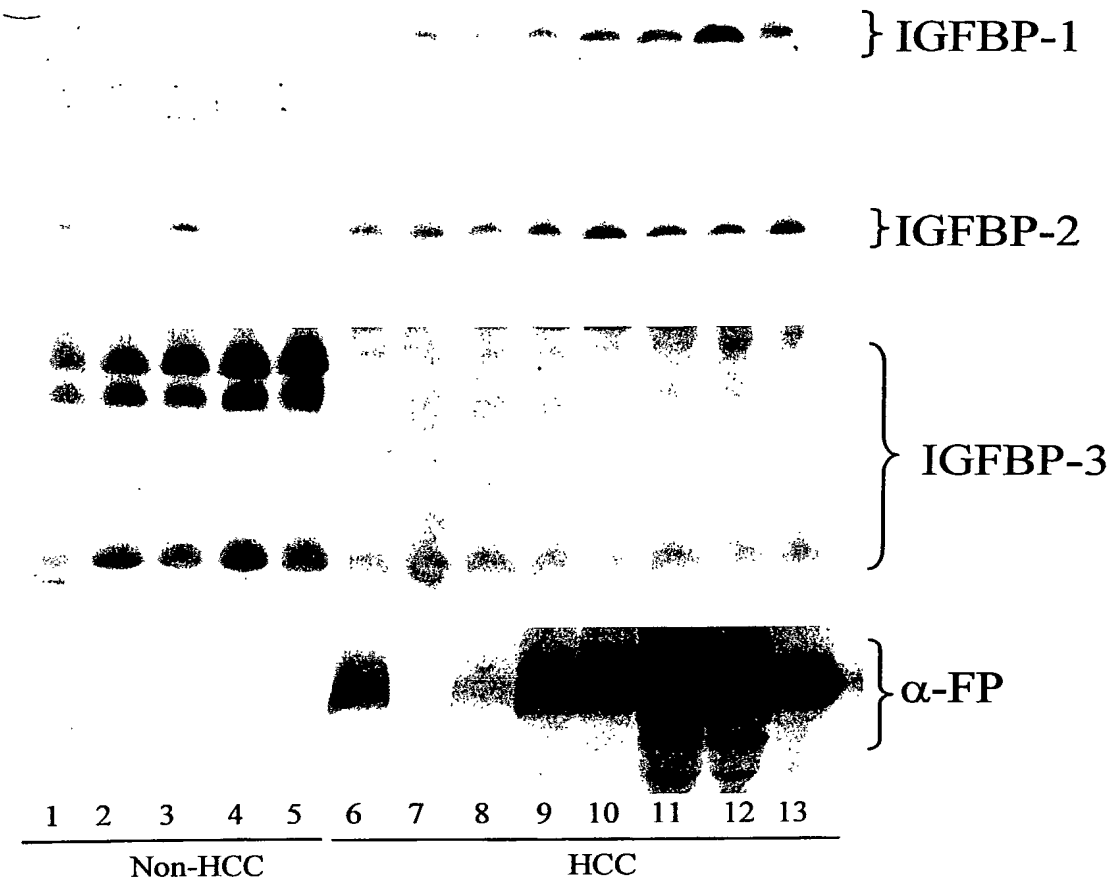 IGFBP-1
IGFBP-2
IGFBP-3
α-FP
1 2 3 4 5 6 7 8 9 10 11 12 13
Non-HCC HCC